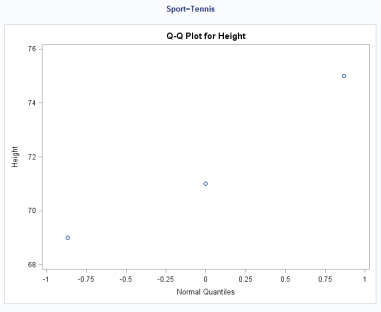 Sport=Tennis
Q-Q Plot for Height
76
74
72
70
68
Height
-1 -0.75 -0.5 -0.25 0 0.25 0.5 0.75 1
Normal Quantiles